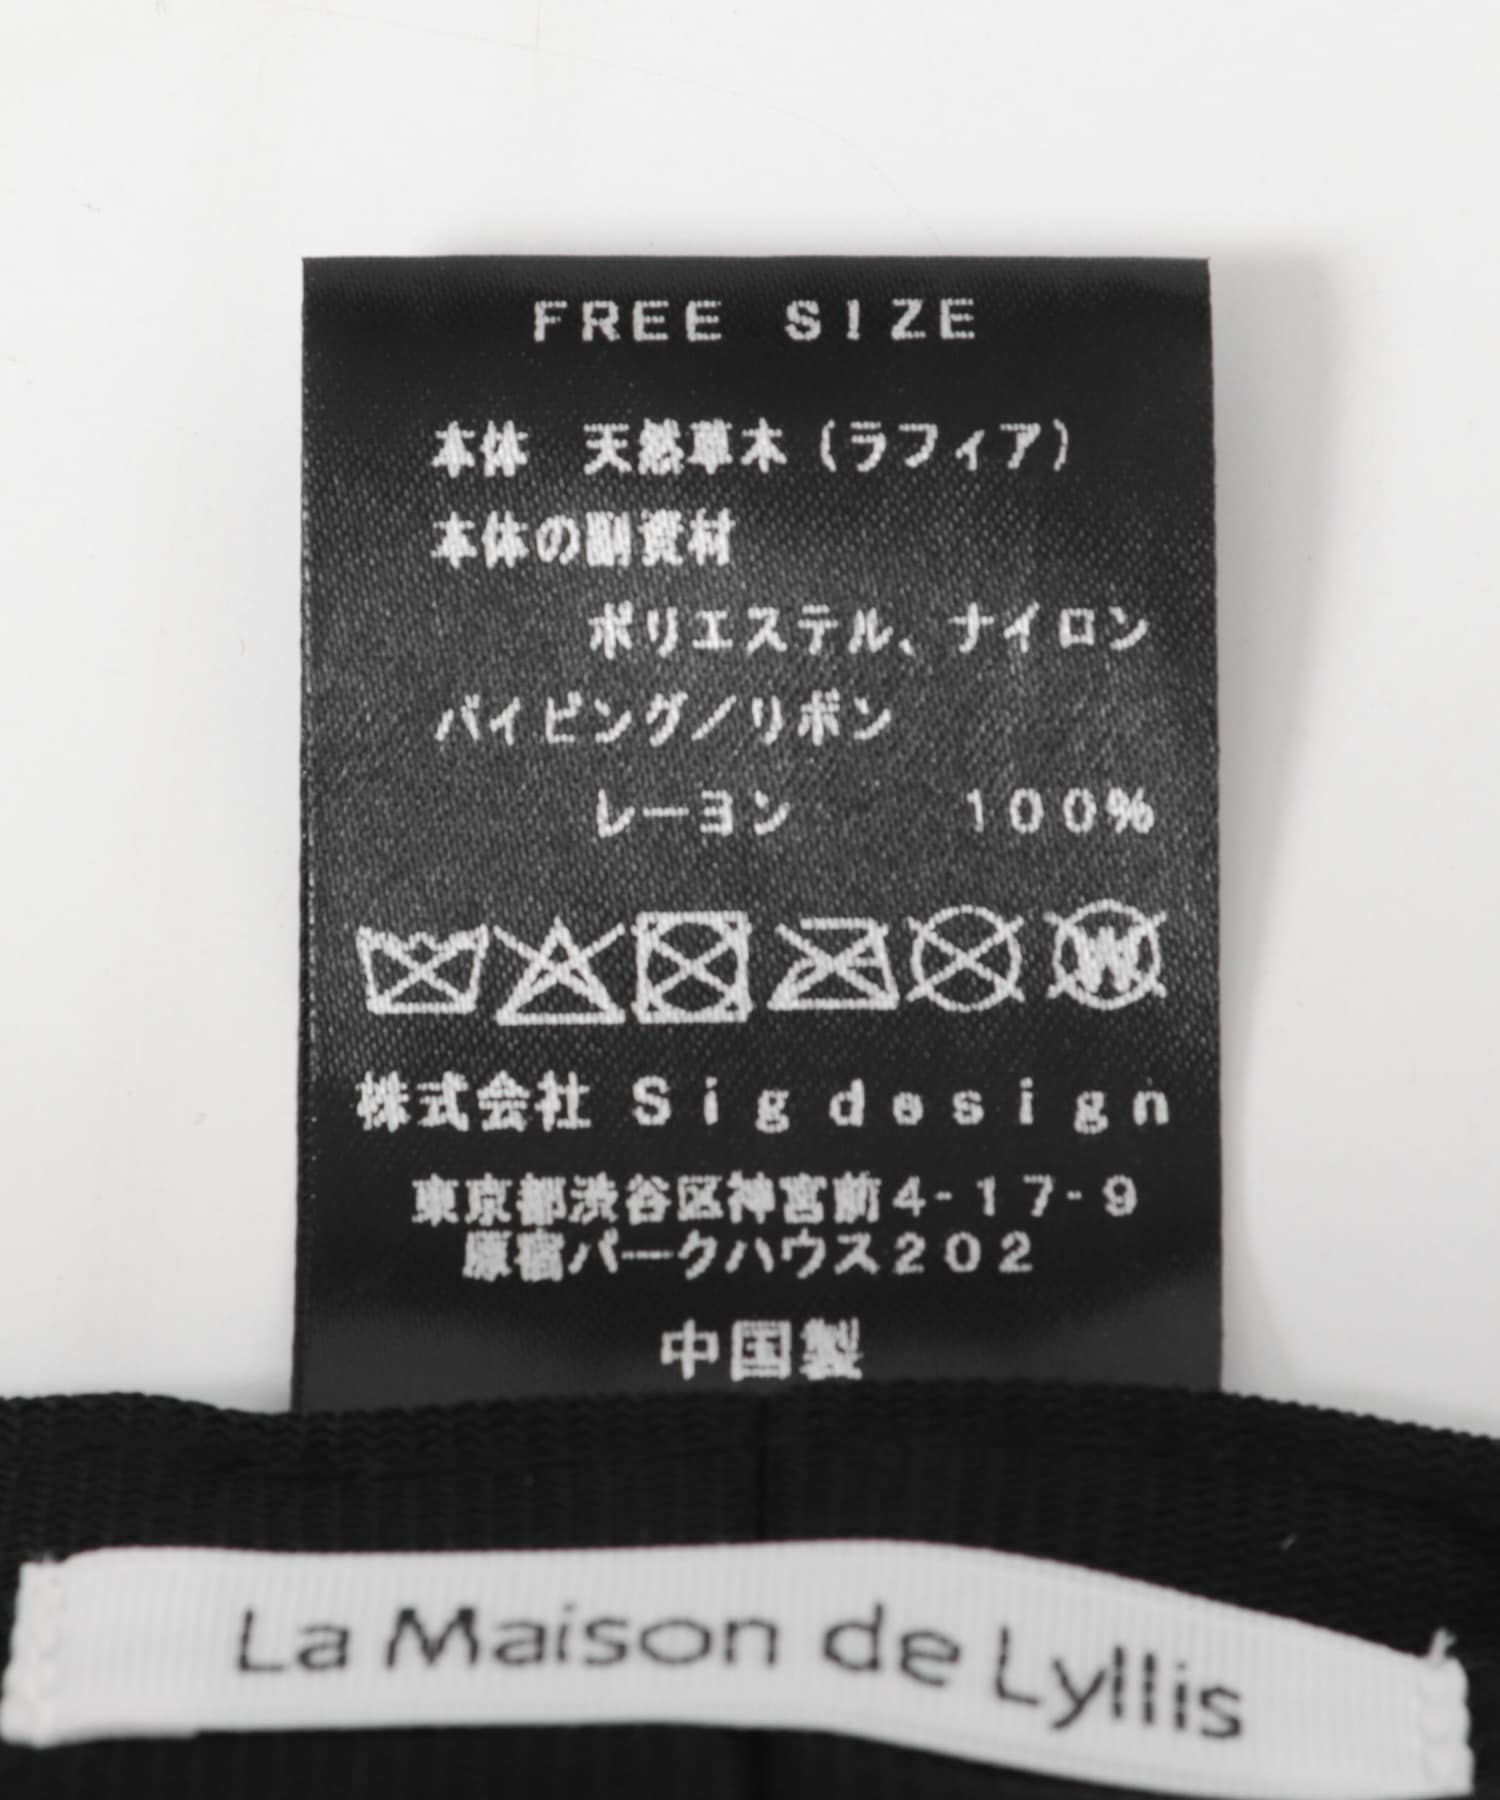 FREE SIZE
本体　天然草木(ラフィア)
本体の副資材
ポリエステル、ナイロン
パイピング／リボン
レーヨン　100%
W
株式会社 Sigdesign
東京都渋谷区神宮前4-17-9
原宿パークハウス202
中国製
La Maison de Lyllis